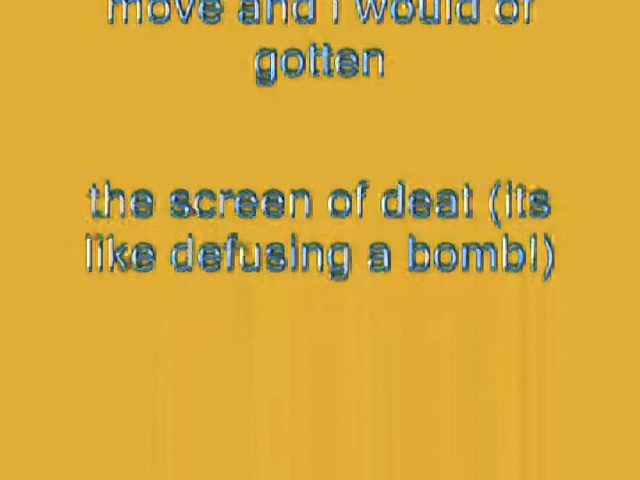 move and i would of
gotten
the screen of deat (its
like defusing a bomb!)